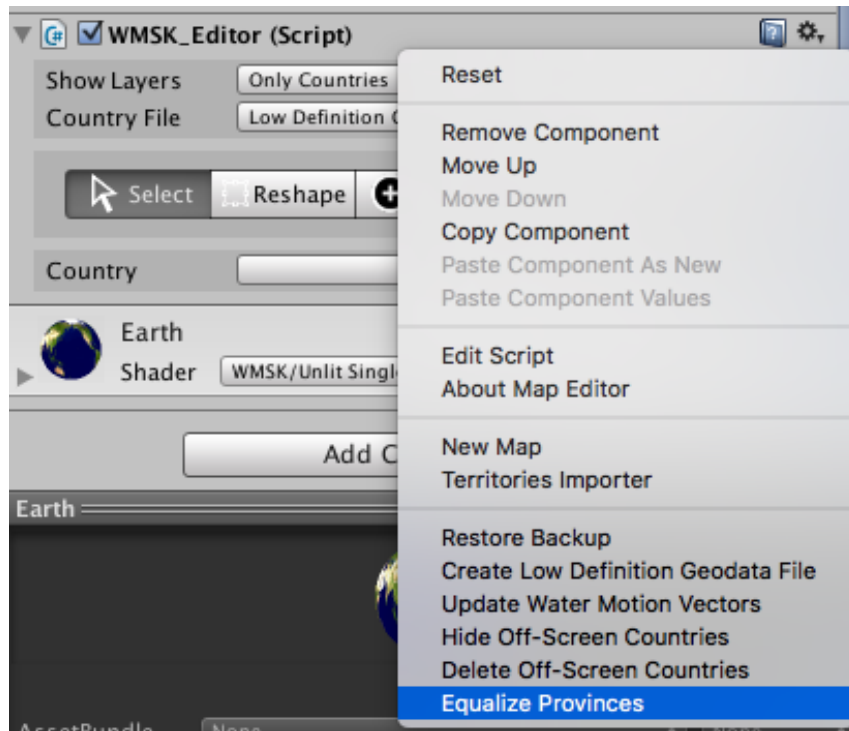 WMSK_Editor (Script)
Show Layers Only Countries
Country File Low Definition
Select Reshape
Country
Earth
Shader WMSK/Unlit Singl
Add C
Earth
AssetBundle None
Reset
Remove Component
Move Up
Move Down
Copy Component
Paste Component As New
Paste Component Values
Edit Script
About Map Editor
New Map
Territories Importer
Restore Backup
Create Low Definition Geodata File
Update Water Motion Vectors
Hide Off-Screen Countries
Delete Off-Screen Countries
Equalize Provinces